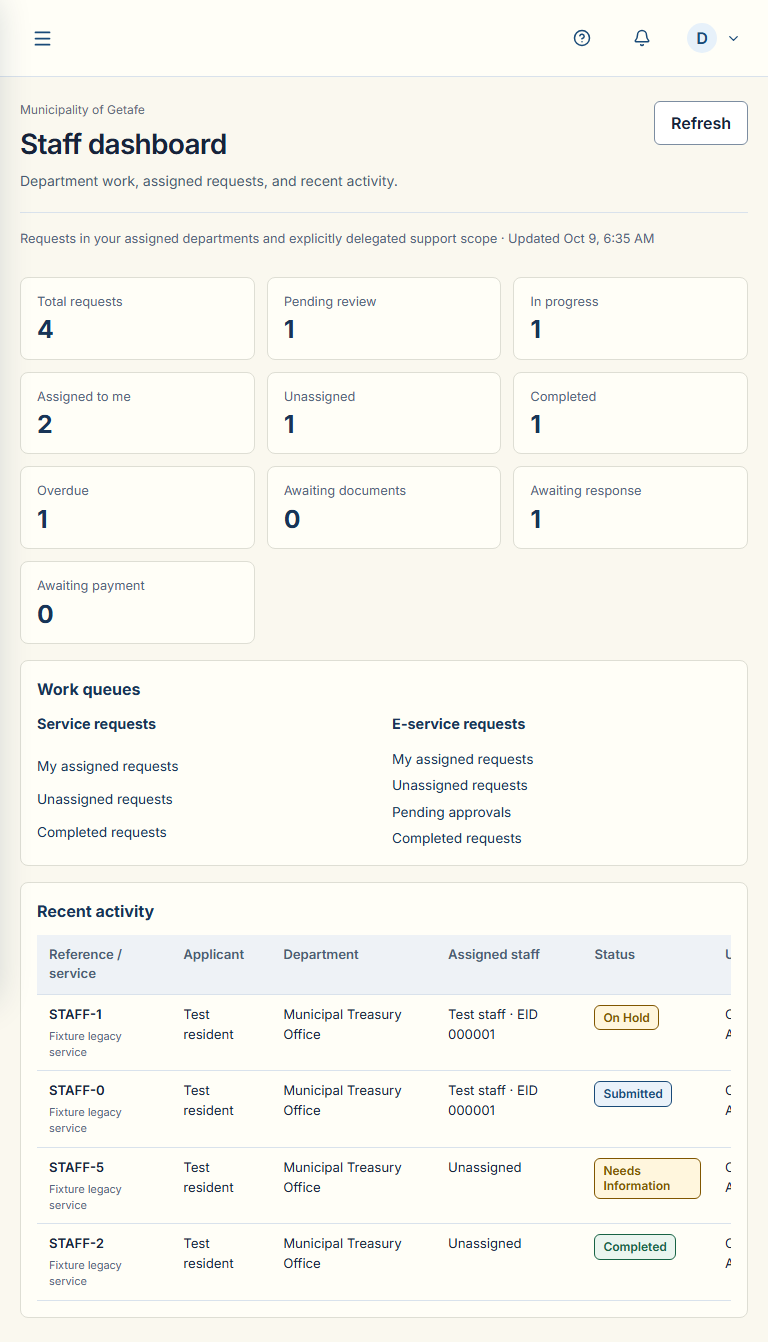 D
Municipality of Getafe
Staff dashboard
Refresh
Department work, assigned requests, and recent activity.
Requests in your assigned departments and explicitly delegated support scope · Updated Oct 9, 6:35 AM
Total requests
4
Pending review
1
In progress
1
Assigned to me
2
Unassigned
1
Completed
1
Overdue
1
Awaiting documents
0
Awaiting response
1
Awaiting payment
0
Work queues
Service requests
My assigned requests
Unassigned requests
Completed requests
E-service requests
My assigned requests
Unassigned requests
Pending approvals
Completed requests
Recent activity
Reference /
service
Applicant
Department
Assigned staff
Status
STAFF-1
Fixture legacy
service
Test
resident
Municipal Treasury
Office
Test staff · EID
000001
On Hold
STAFF-0
Fixture legacy
service
Test
resident
Municipal Treasury
Office
Test staff · EID
000001
Submitted
STAFF-5
Fixture legacy
service
Test
resident
Municipal Treasury
Office
Unassigned
Needs
Information
STAFF-2
Fixture legacy
service
Test
resident
Municipal Treasury
Office
Unassigned
Completed